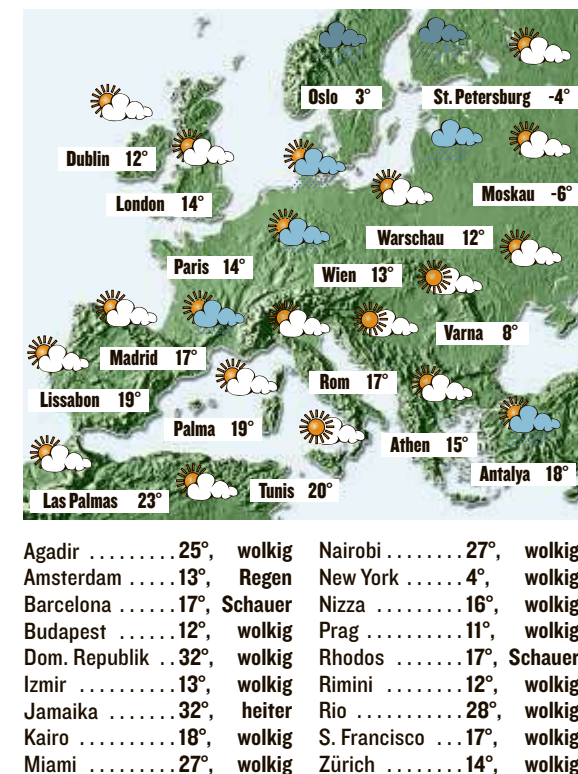 Oslo 3°
St. Petersburg -4°
Dublin 12°
London 14°
Moskau -6°
Warschau 12°
Paris 14°
Wien 13°
Varna 8°
Madrid 17°
Rom 17°
Lissabon 19°
Palma 19°
Athen 15°
Antalya 18°
Las Palmas 23°
Tunis 20°
Agadir ......... 25°, wolkig
Amsterdam ..... 13°, Regen
Barcelona ...... 17°, Schauer
Budapest ...... 12°, wolkig
Dom. Republik .. 32°, wolkig
Izmir .......... 13°, wolkig
Jamaika ....... 32°, heiter
Kairo .......... 18°, wolkig
Miami ......... 27°, wolkig
Nairobi ........ 27°, wolkig
New York ...... 4°, wolkig
Nizza ......... 16°, wolkig
Prag .......... 11°, wolkig
Rhodos ....... 17°, Schauer
Rimini ........ 12°, wolkig
Rio ........... 28°, wolkig
S. Francisco ... 17°, wolkig
Zürich ........ 14°, wolkig